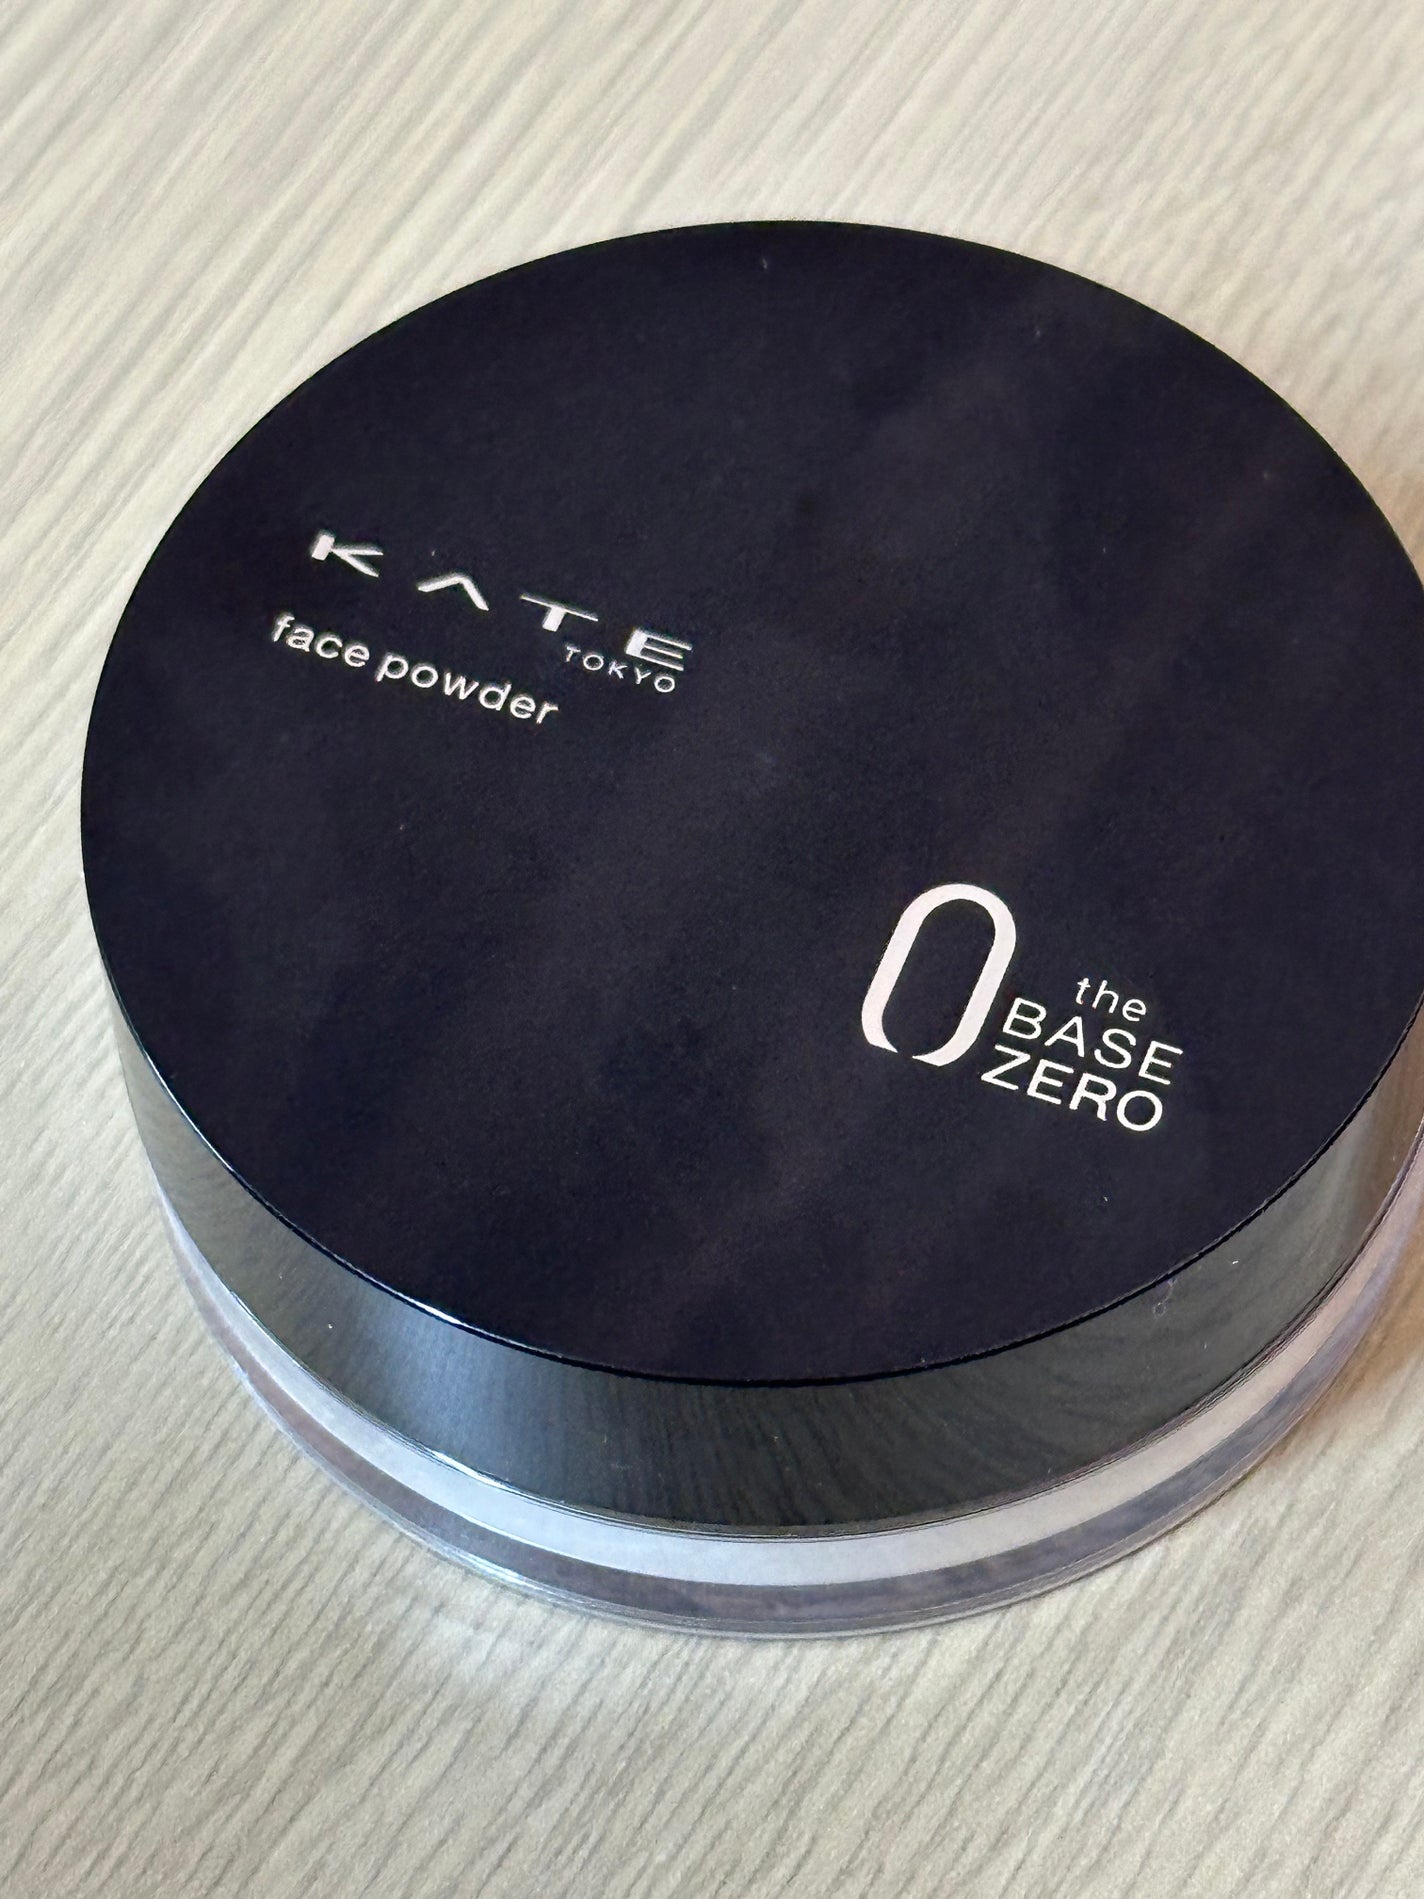 KATE
TOKYO
face powder
0
the
BASE
ZERO